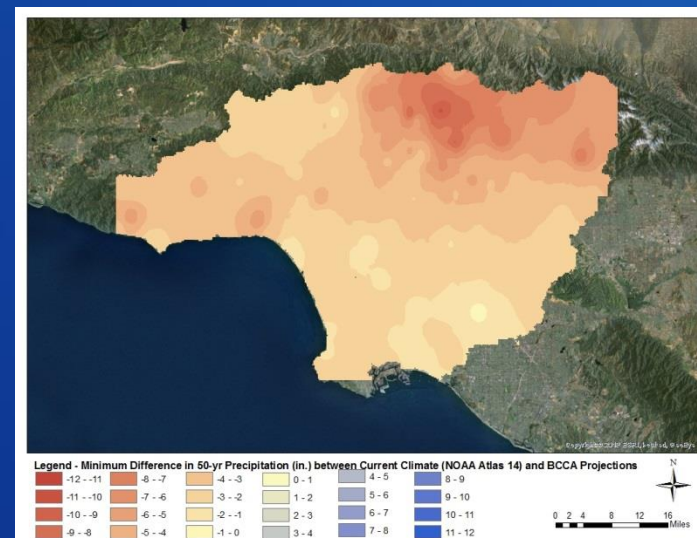 Legend - Minimum Difference in 50-yr Precipitation (in.) between Current Climate (NOAA Atlas 14) and BCCA Projections
-12 - -11 -8 - -7 -4 - -3 0 - 1 4 - 5 8 - 9
-11 - -10 -7 - -6 -3 - -2 1 - 2 5 - 6 9 - 10
-10 - -9 -6 - -5 -2 - -1 2 - 3 6 - 7 10 - 11
-9 - -8 -5 - -4 -1 - 0 3 - 4 7 - 8 11 - 12
N
0 2 4 8 12 16
Miles